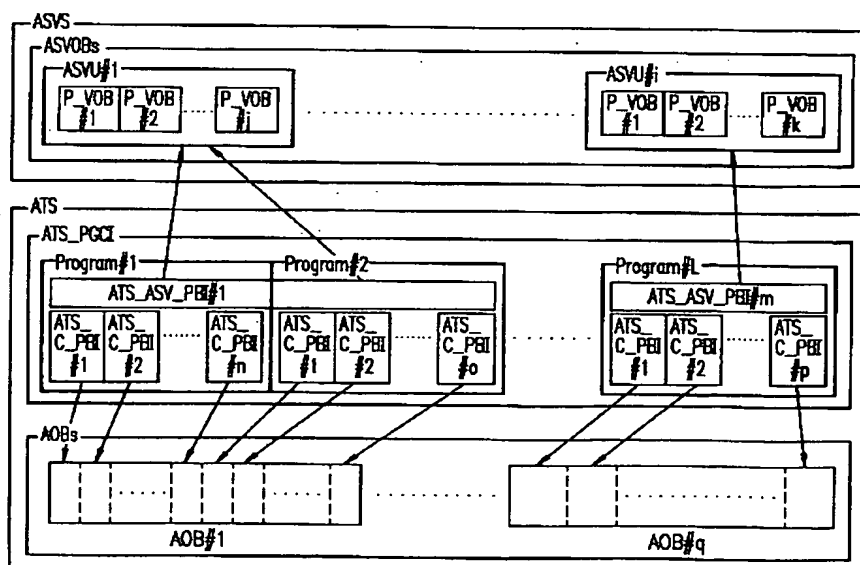 ASVS
ASVOBs
ASVU#1
ASVU#i
P_VOB #1
P_VOB #2
P_VOB #j
P_VOB #1
P_VOB #2
P_VOB #k
ATS
ATS_PGCI
Program#1
Program#2
Program#L
ATS_ASV_PBI#1
ATS_ASV_PBI#m
ATS_ C_PBI #1
ATS_ C_PBI #2
ATS_ C_PBI #n
ATS_ C_PBI #1
ATS_ C_PBI #2
ATS_ C_PBI #o
ATS_ C_PBI #1
ATS_ C_PBI #2
ATS_ C_PBI #p
AOBs
AOB#1
AOB#q